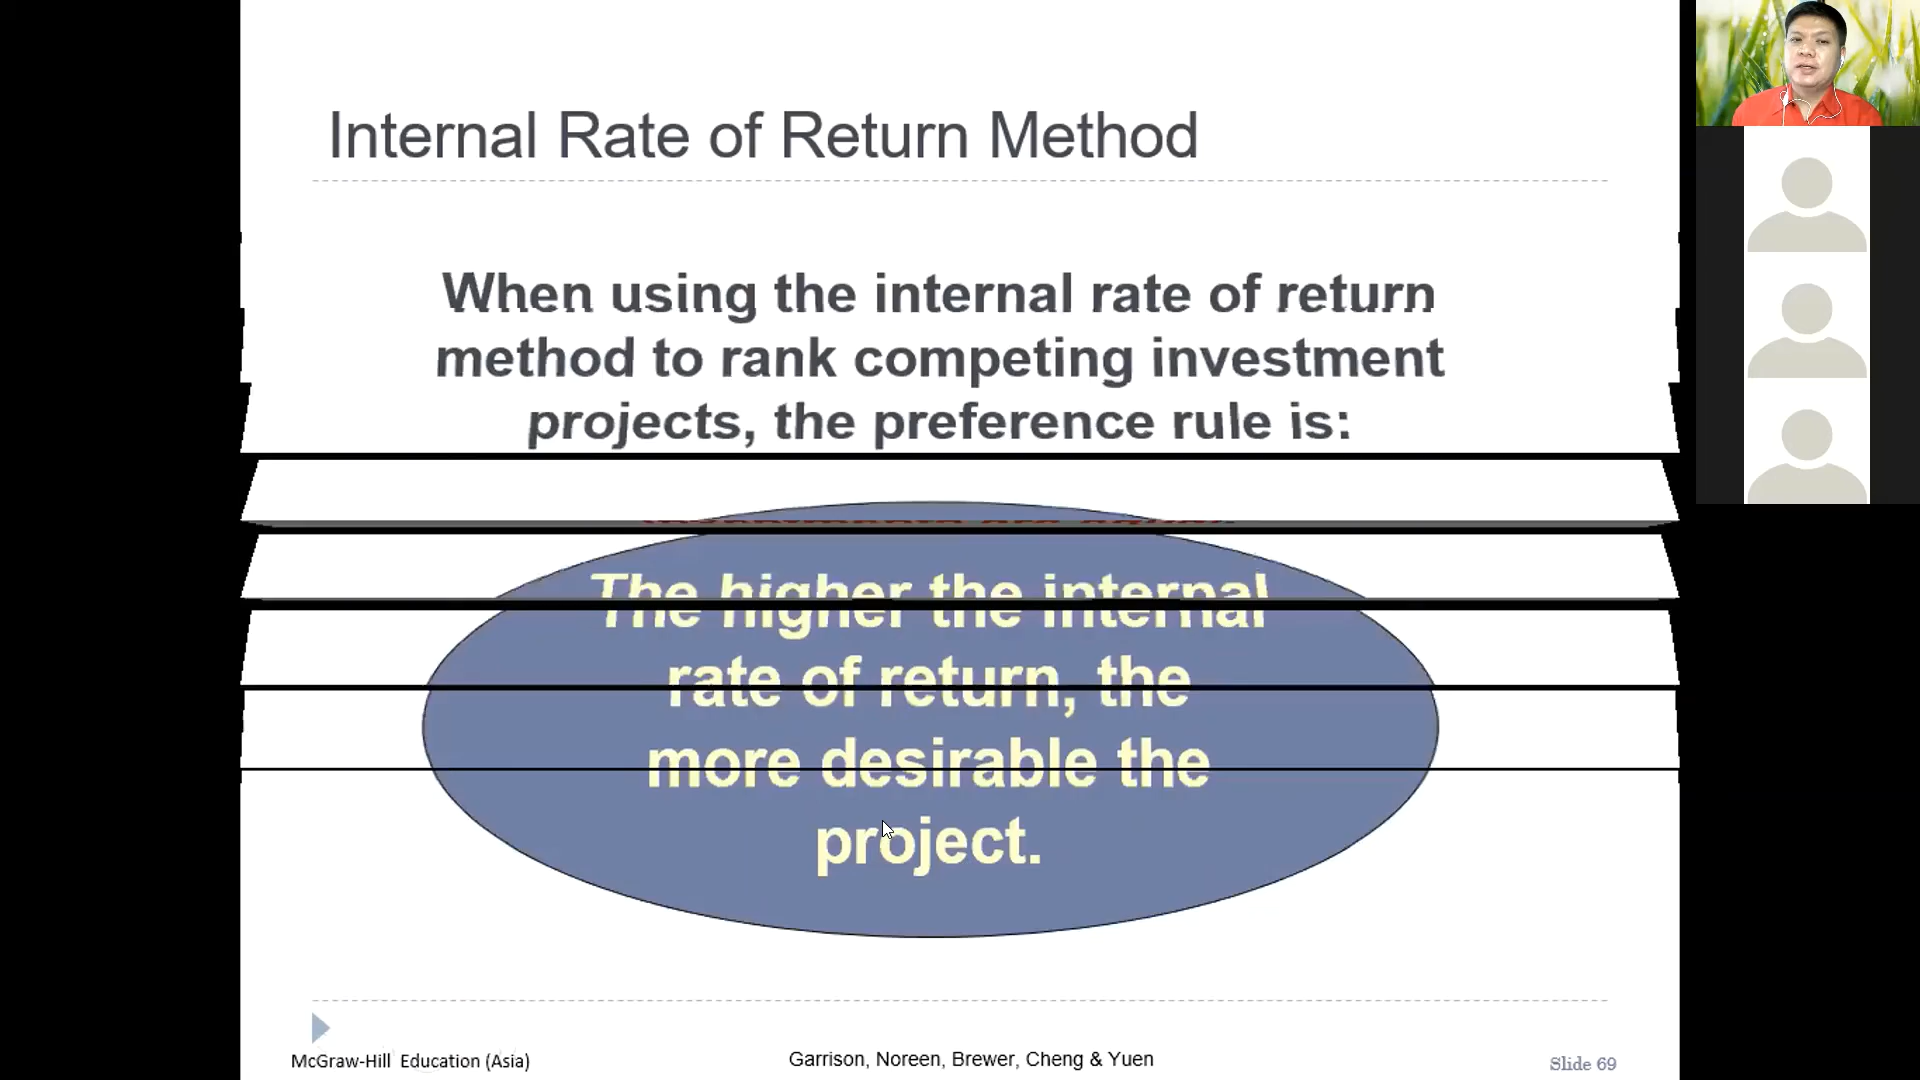 Internal Rate of Return Method
When using the internal rate of return
method to rank competing investment
projects, the preference rule is:
The higher the internal
rate of return, the
more desirable the
project.
McGraw-Hill Education (Asia)
Garrison, Noreen, Brewer, Cheng & Yuen
Slide 69